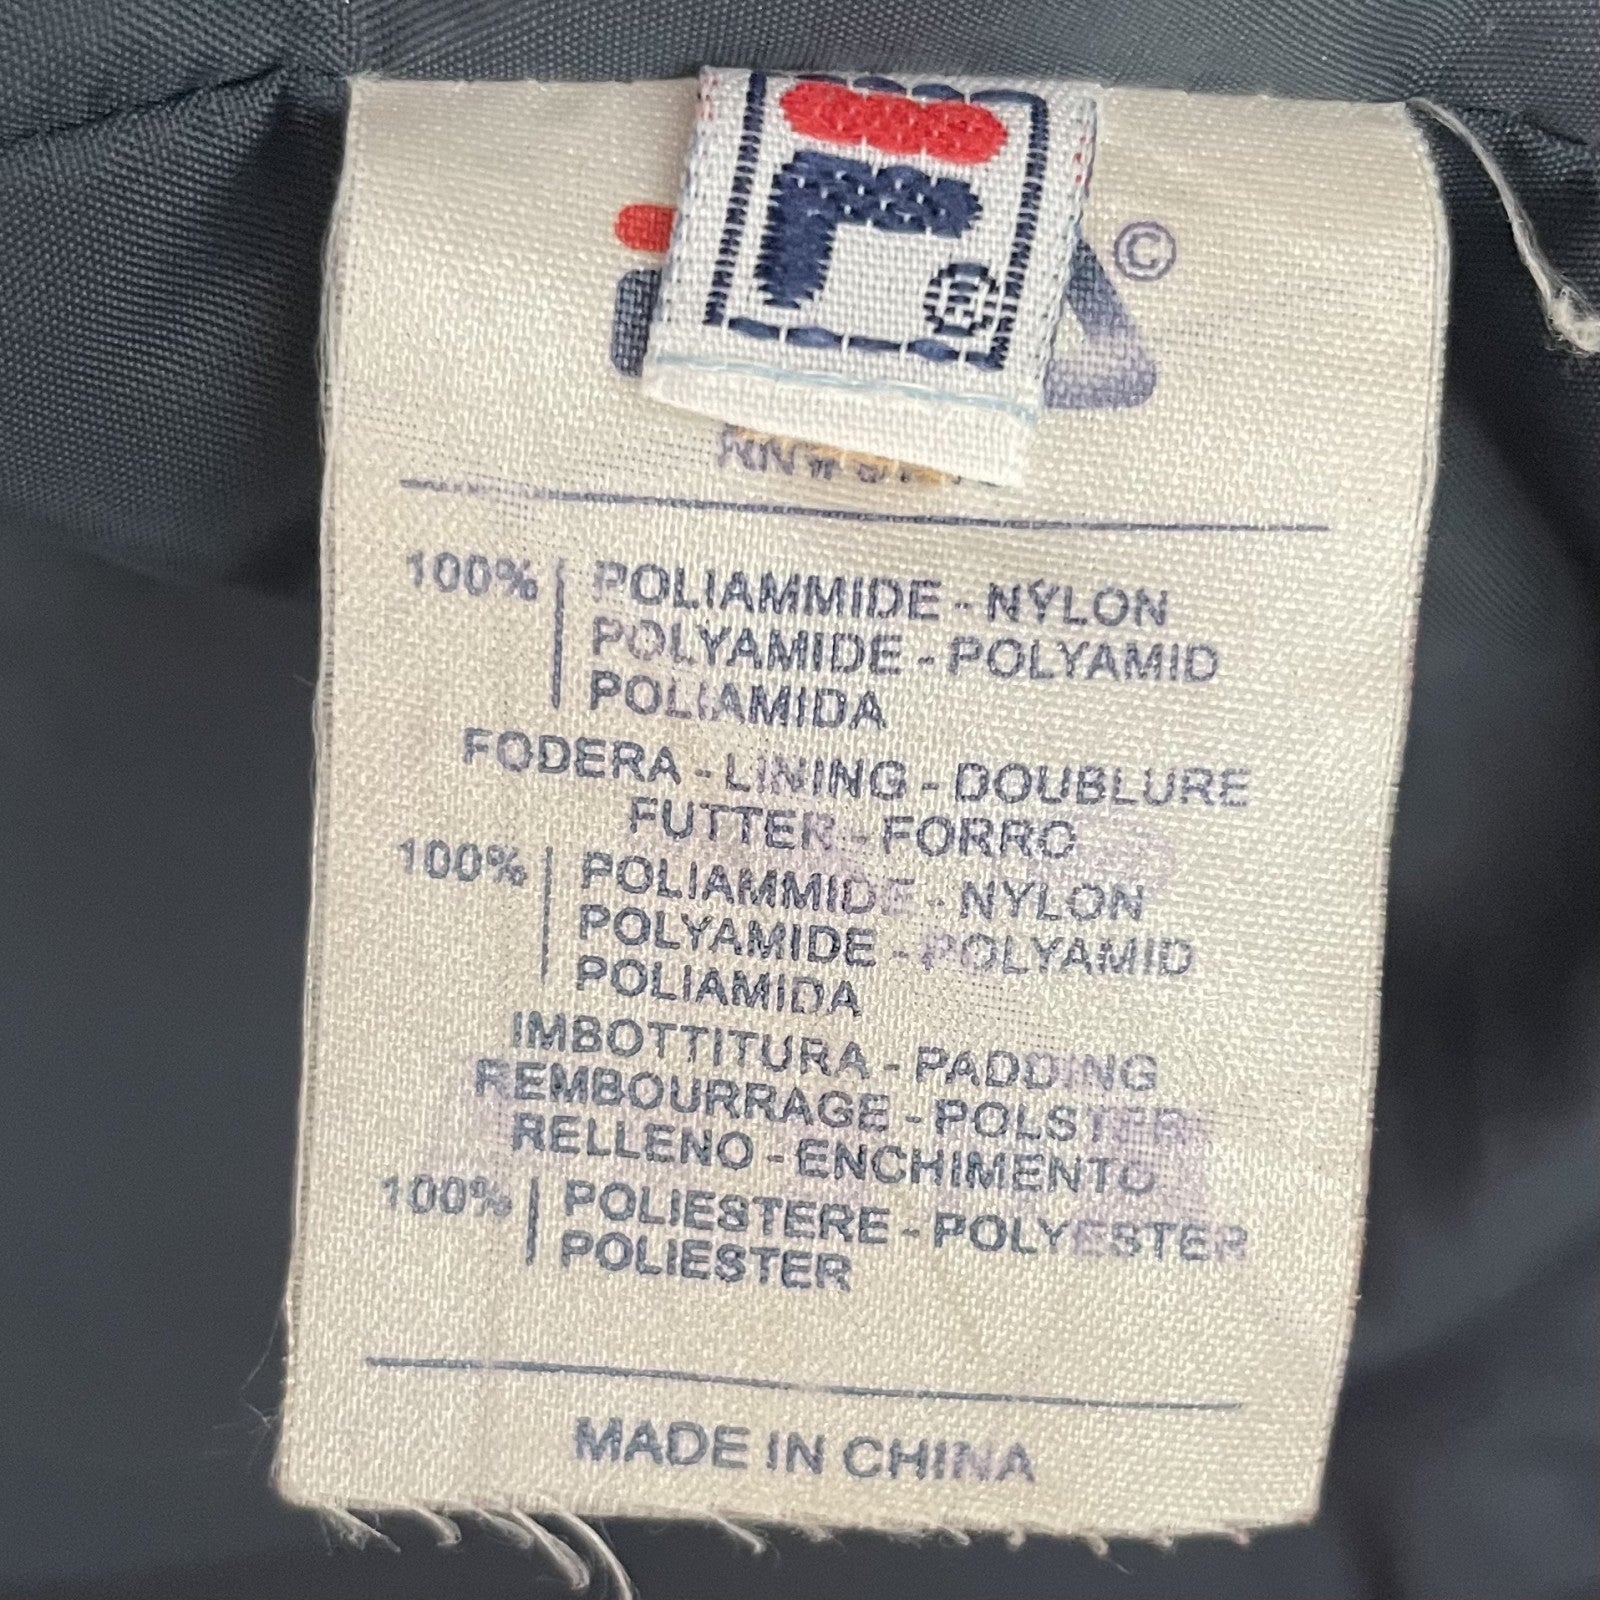 F
®
©
100% POLIAMMIDE - NYLON
POLYAMIDE - POLYAMID
POLIAMIDA
FODERA - LINING - DOUBLURE
FUTTER - FORRO
100% POLIAMMIDE - NYLON
POLYAMIDE - POLYAMID
POLIAMIDA
IMBOTTITURA - PADDING
REMBOURRAGE - POLSTER
RELLENO - ENCHIMENTO
100% POLIESTERE - POLYESTER
POLIESTER
MADE IN CHINA